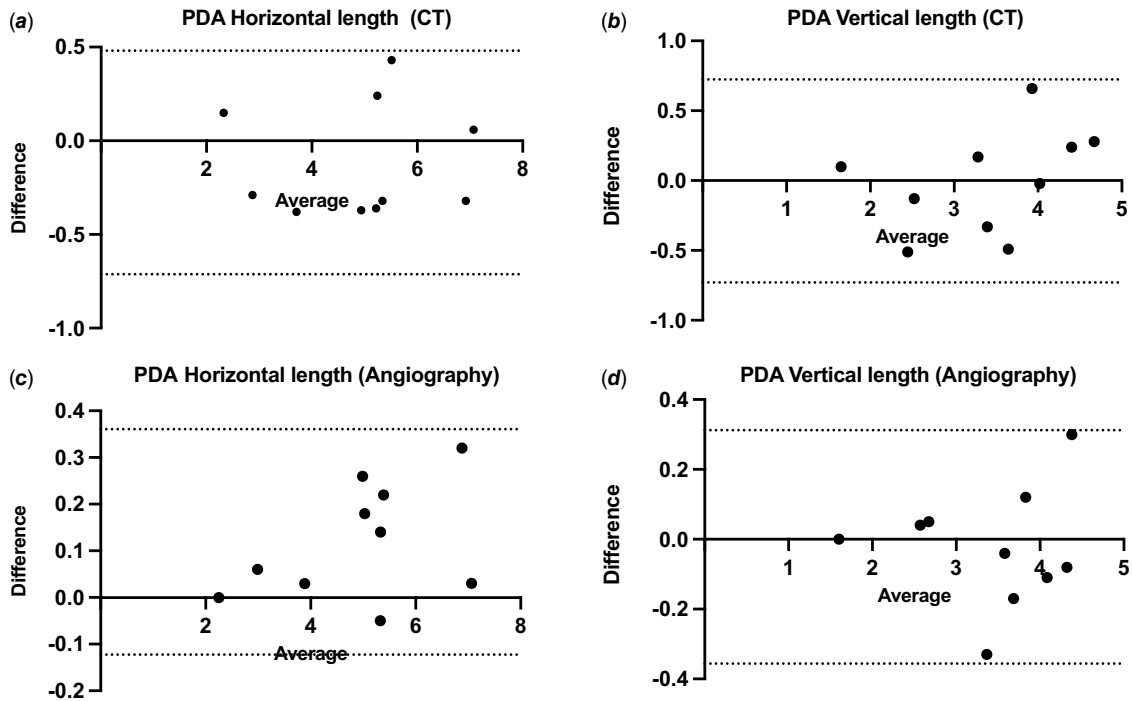 (a) PDA Horizontal length (CT)
0.5
0.0
-0.5
-1.0
2 4 6 8
Average
Difference
(b) PDA Vertical length (CT)
1.0
0.5
0.0
-0.5
-1.0
1 2 3 4 5
Average
Difference
(c) PDA Horizontal length (Angiography)
0.4
0.3
0.2
0.1
0.0
-0.1
-0.2
2 4 6 8
Average
Difference
(d) PDA Vertical length (Angiography)
0.4
0.2
0.0
-0.2
-0.4
1 2 3 4 5
Average
Difference